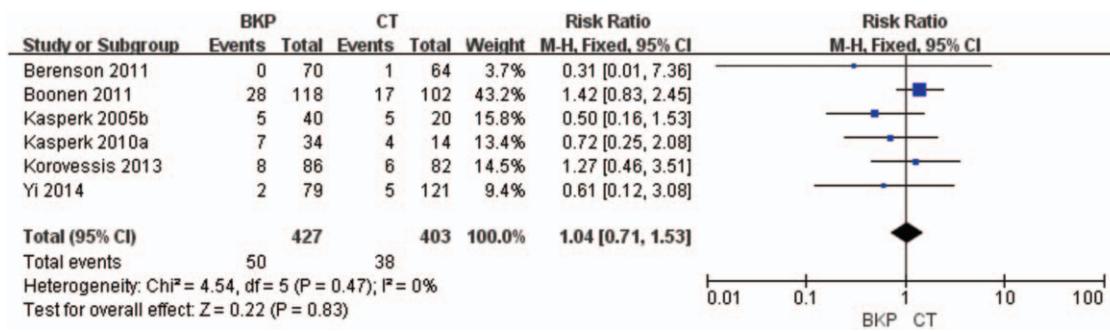 BKP CT Risk Ratio Risk Ratio
Study or Subgroup Events Total Events Total Weight M-H, Fixed, 95% CI M-H, Fixed, 95% CI
Berenson 2011 0 70 1 64 3.7% 0.31 [0.01, 7.36]
Boonen 2011 28 118 17 102 43.2% 1.42 [0.83, 2.45]
Kasperk 2005b 5 40 5 20 15.8% 0.50 [0.16, 1.53]
Kasperk 2010a 7 34 4 14 13.4% 0.72 [0.25, 2.08]
Korovessis 2013 8 86 6 82 14.5% 1.27 [0.46, 3.51]
Yi 2014 2 79 5 121 9.4% 0.61 [0.12, 3.08]
Total (95% CI) 427 403 100.0% 1.04 [0.71, 1.53]
Total events 50 38
Heterogeneity: Chi² = 4.54, df = 5 (P = 0.47); I² = 0%
Test for overall effect: Z = 0.22 (P = 0.83)
0.01 0.1 1 10 100
BKP CT